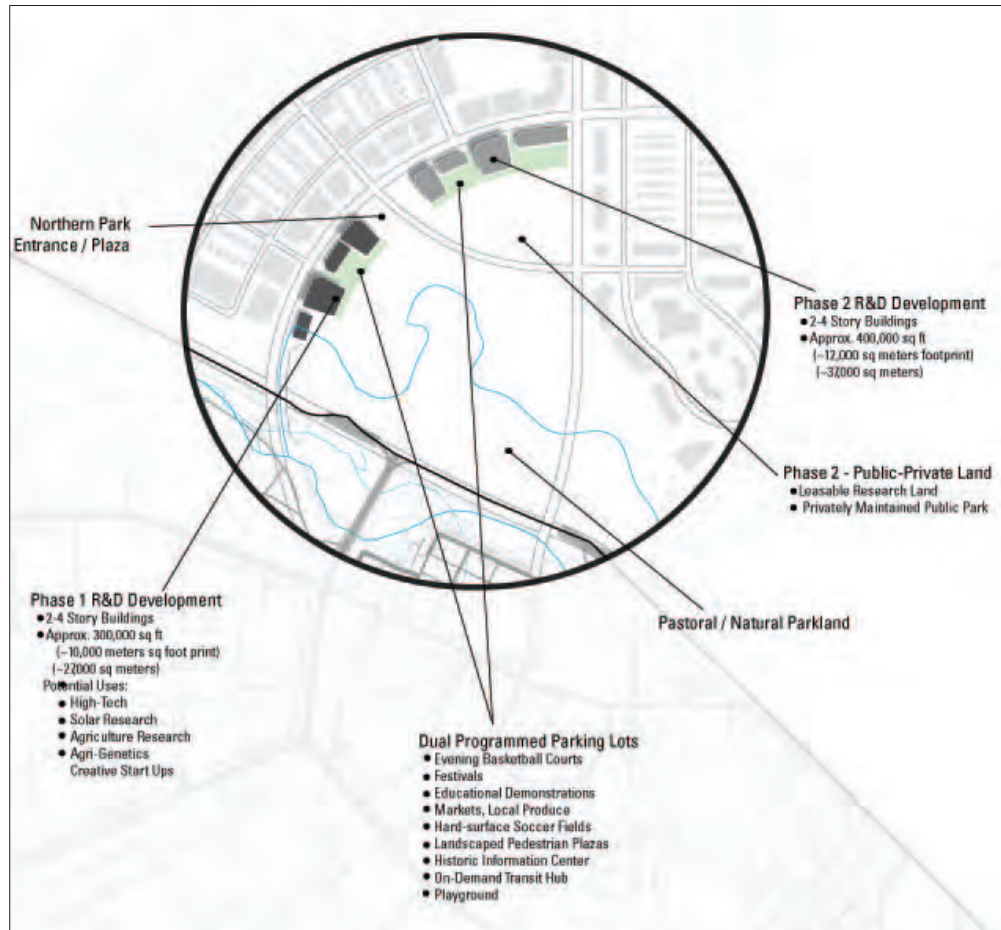 Northern Park
Entrance / Plaza
Phase 2 R&D Development
● 2-4 Story Buildings
● Approx. 400,000 sq ft
(~12,000 sq meters footprint)
(~37,000 sq meters)
Phase 2 - Public-Private Land
● Leasable Research Land
● Privately Maintained Public Park
Pastoral / Natural Parkland
Phase 1 R&D Development
● 2-4 Story Buildings
● Approx. 300,000 sq ft
(~10,000 meters sq foot print)
(~27,000 sq meters)
Potential Uses:
● High-Tech
● Solar Research
● Agriculture Research
● Agri-Genetics
Creative Start Ups
Dual Programmed Parking Lots
● Evening Basketball Courts
● Festivals
● Educational Demonstrations
● Markets, Local Produce
● Hard-surface Soccer Fields
● Landscaped Pedestrian Plazas
● Historic Information Center
● On-Demand Transit Hub
● Playground